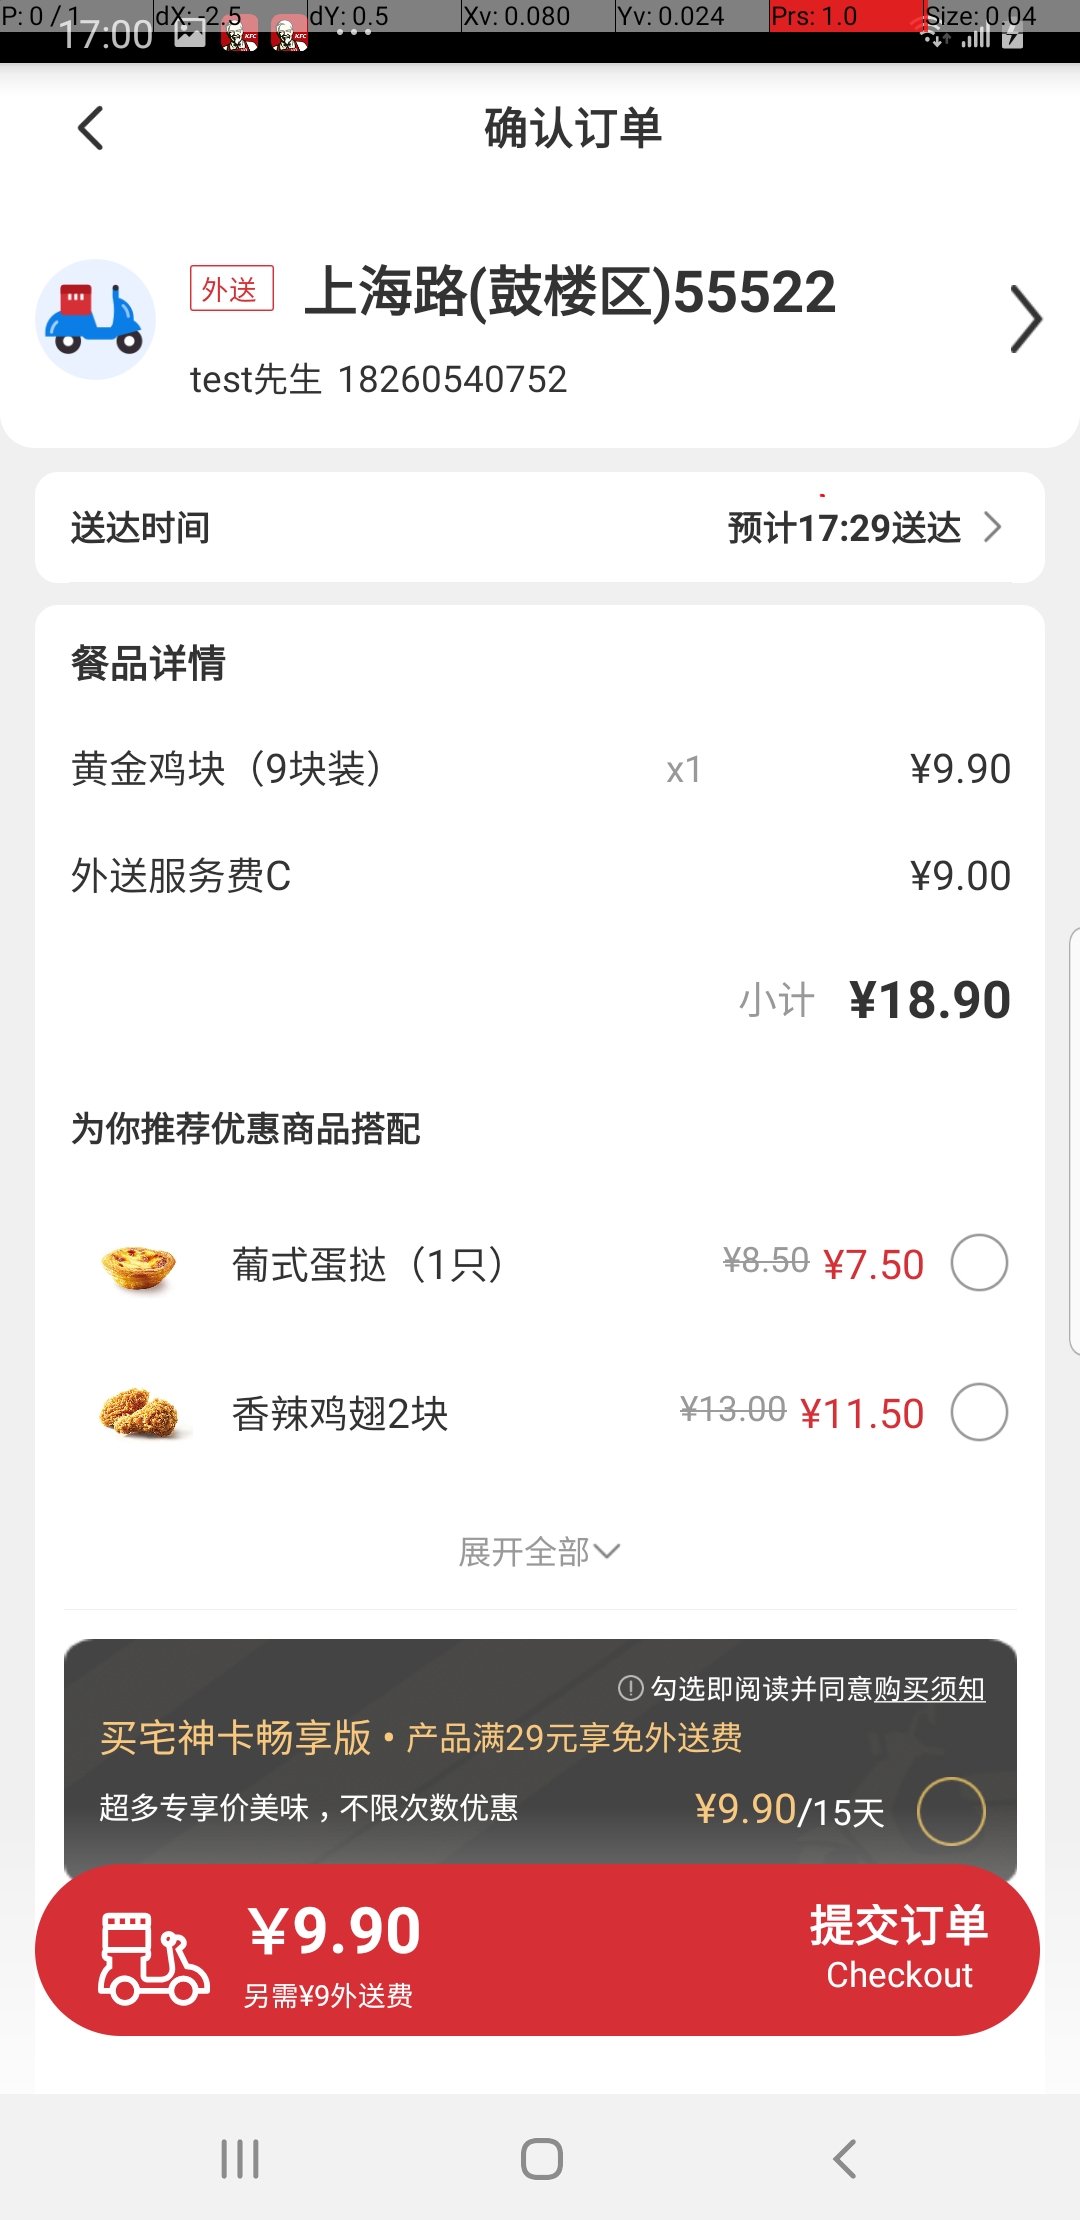 P: 0 / 1 dX: -2.5 dY: 0.5 Xv: 0.080 Yv: 0.024 Prs: 1.0 Size: 0.04
17:00 KFC KFC ...
确认订单
外送 上海路(鼓楼区)55522
test先生 18260540752
送达时间 预计17:29送达
餐品详情
黄金鸡块（9块装） x1 ¥9.90
外送服务费C ¥9.00
小计 ¥18.90
为你推荐优惠商品搭配
葡式蛋挞（1只） ¥8.50 ¥7.50
香辣鸡翅2块 ¥13.00 ¥11.50
展开全部
勾选即阅读并同意购买须知
买宅神卡畅享版 • 产品满29元享免外送费
超多专享价美味，不限次数优惠 ¥9.90/15天
¥9.90 提交订单
另需¥9外送费 Checkout